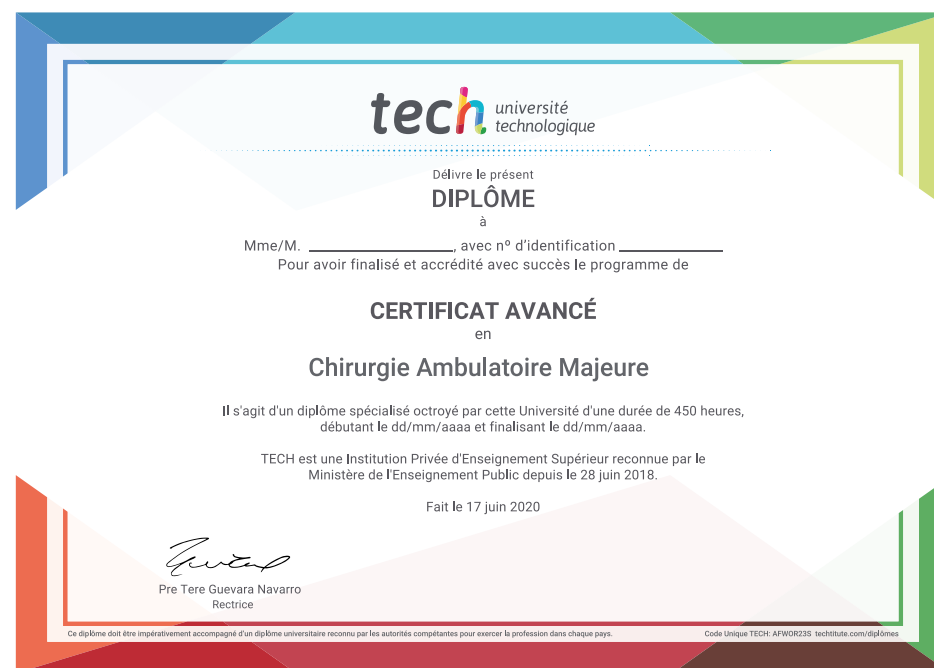 tech université
technologique
Délivre le présent
DIPLÔME
à
Mme/M. ____________________, avec nº d'identification ______________
Pour avoir finalisé et accrédité avec succès le programme de
CERTIFICAT AVANCÉ
en
Chirurgie Ambulatoire Majeure
Il s'agit d'un diplôme spécialisé octroyé par cette Université d'une durée de 450 heures,
débutant le dd/mm/aaaa et finalisant le dd/mm/aaaa.
TECH est une Institution Privée d'Enseignement Supérieur reconnue par le
Ministère de l'Enseignement Public depuis le 28 juin 2018.
Fait le 17 juin 2020
Pre Tere Guevara Navarro
Rectrice
Ce diplôme doit être impérativement accompagné d'un diplôme universitaire reconnu par les autorités compétentes pour exercer la profession dans chaque pays.
Code Unique TECH: AFWOR23S techtitute.com/diplômes